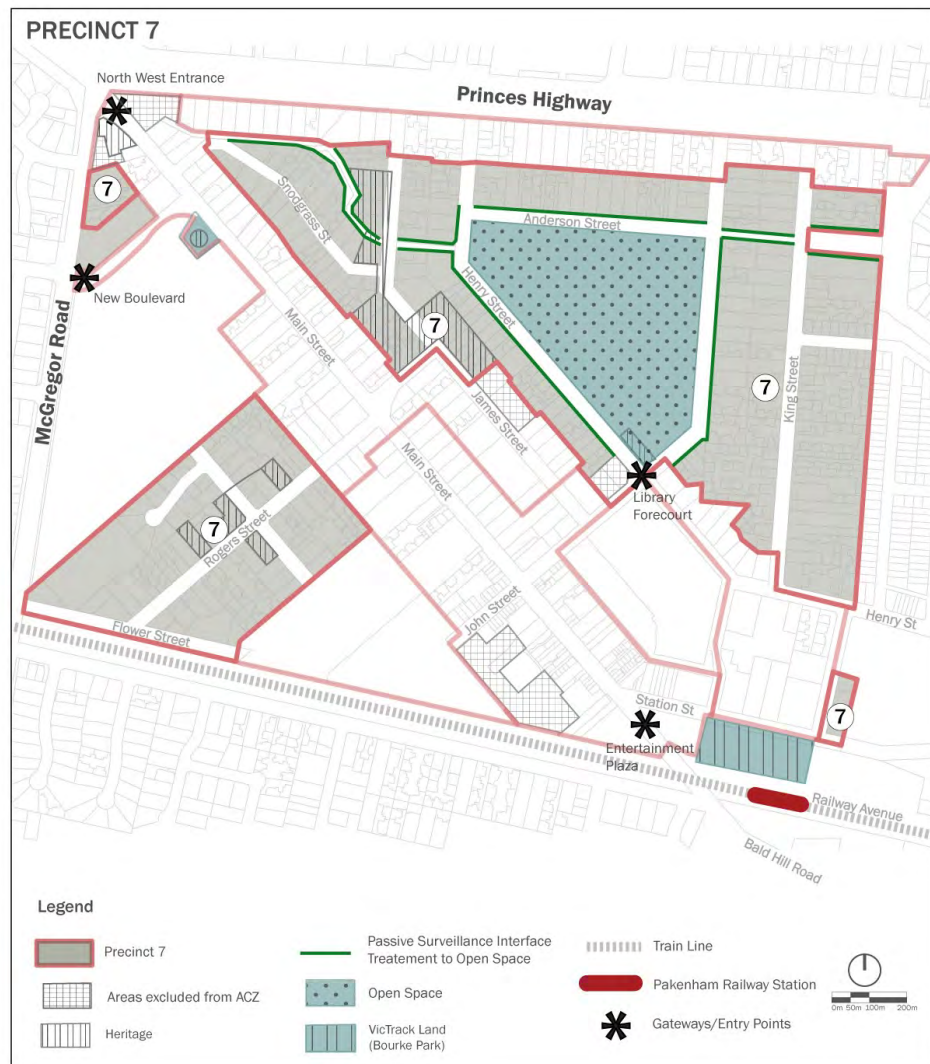 PRECINCT 7
North West Entrance
Princes Highway
7
Snodgrass St
Anderson Street
Henry Street
New Boulevard
McGregor Road
Main Street
7
7
King Street
James Street
Main Street
Library
Forecourt
7
Rogers Street
John Street
Henry St
Flower Street
Station St
7
Entertainment
Plaza
Railway Avenue
Bald Hill Road
Legend
Precinct 7
Areas excluded from ACZ
Heritage
Passive Surveillance Interface
Treatement to Open Space
Open Space
VicTrack Land
(Bourke Park)
Train Line
Pakenham Railway Station
Gateways/Entry Points
0m 50m 100m 200m